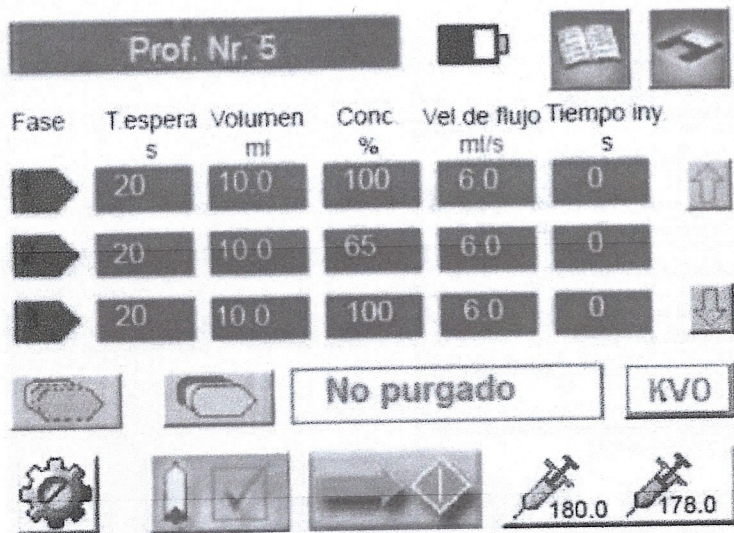 Prof. Nr. 5
Fase T.espera Volumen Conc. Vel.de flujo Tiempo iny.
s ml % ml/s s
20 10.0 100 6.0 0
20 10.0 65 6.0 0
20 10.0 100 6.0 0
No purgado KVO
180.0 178.0